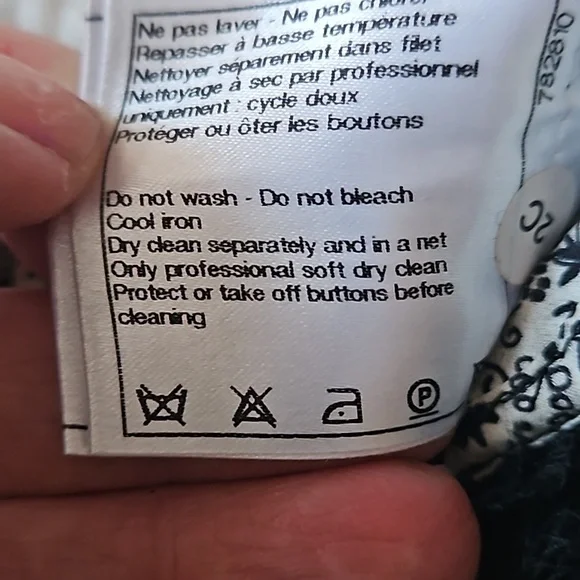 Ne pas laver - Ne pas chlorer
Repasser à basse température
Nettoyer séparement dans filet
Nettoyage à sec par professionnel
uniquement : cycle doux
Protéger ou ôter les boutons
Do not wash - Do not bleach
Cool iron
Dry clean separately and in a net
Only professional soft dry clean
Protect or take off buttons before
cleaning
P
782810